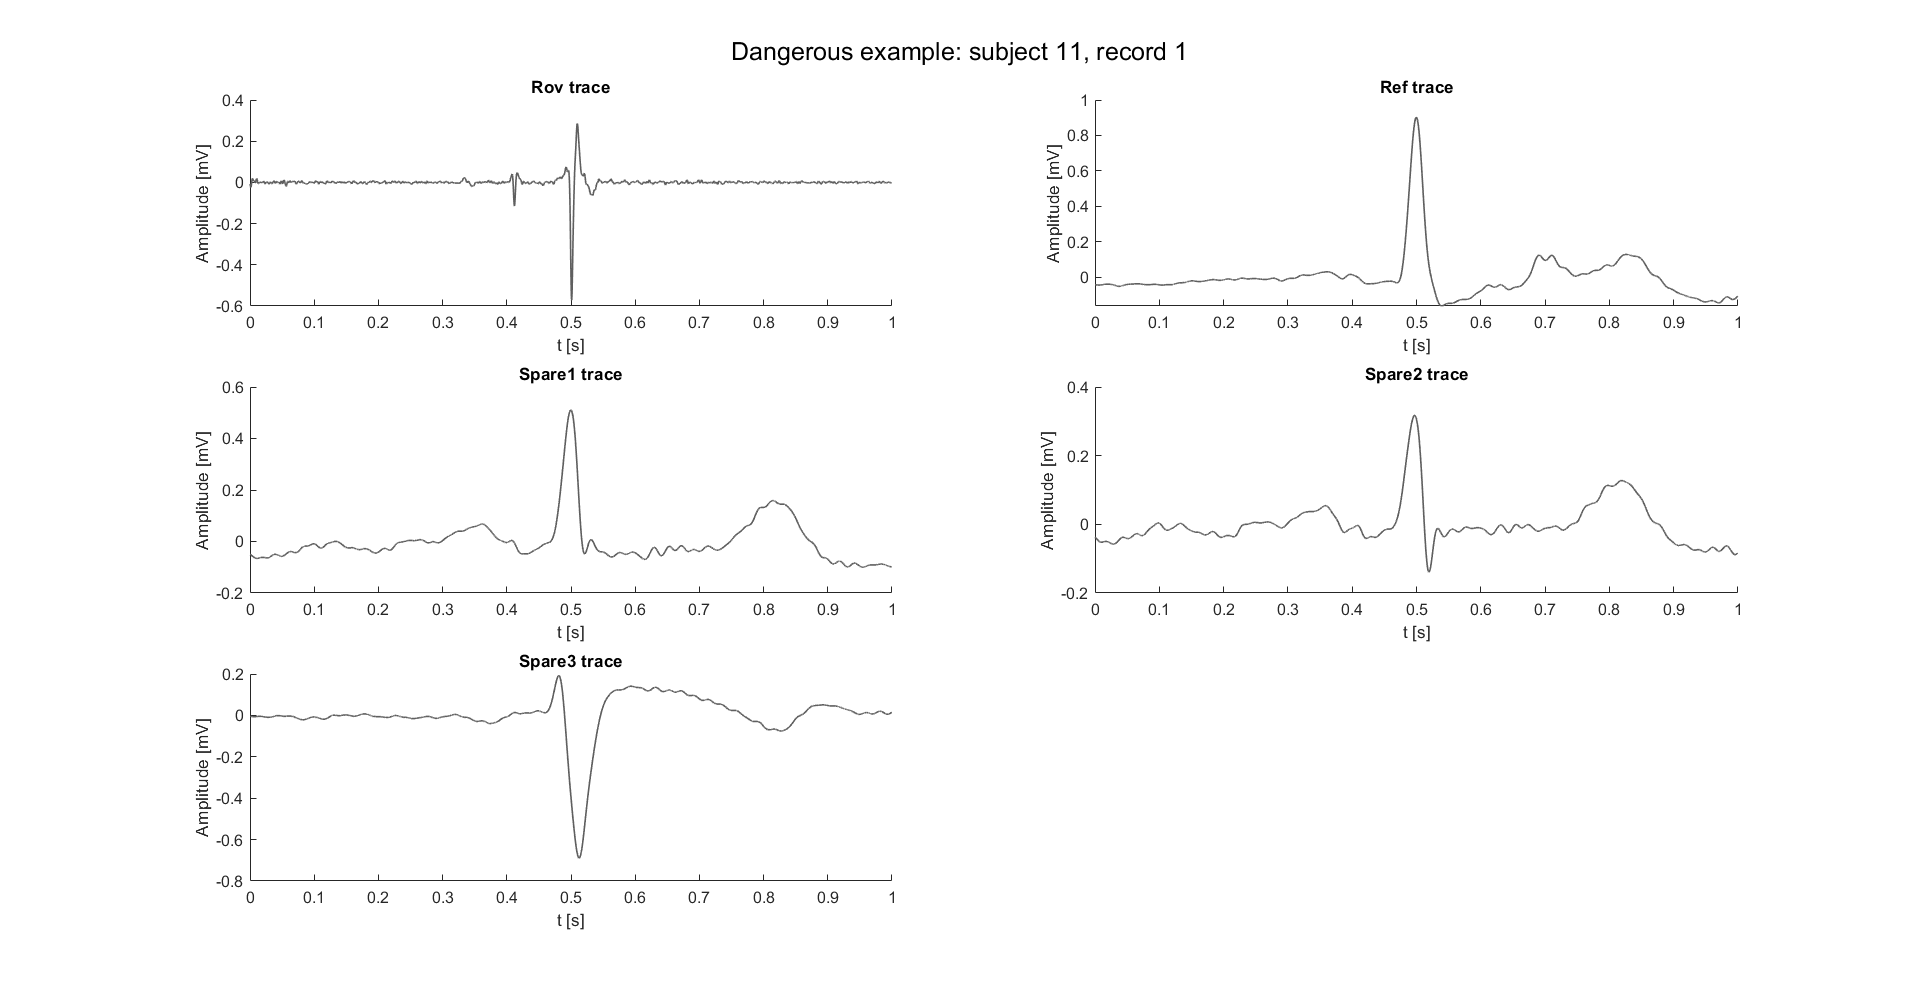 Dangerous example: subject 11, record 1
Rov trace
0.4
0.2
0
-0.2
-0.4
-0.6
Amplitude [mV]
0 0.1 0.2 0.3 0.4 0.5 0.6 0.7 0.8 0.9 1
t [s]
Ref trace
1
0.8
0.6
0.4
0.2
0
Amplitude [mV]
0 0.1 0.2 0.3 0.4 0.5 0.6 0.7 0.8 0.9 1
t [s]
Spare1 trace
0.6
0.4
0.2
0
-0.2
Amplitude [mV]
0 0.1 0.2 0.3 0.4 0.5 0.6 0.7 0.8 0.9 1
t [s]
Spare2 trace
0.4
0.2
0
-0.2
Amplitude [mV]
0 0.1 0.2 0.3 0.4 0.5 0.6 0.7 0.8 0.9 1
t [s]
Spare3 trace
0.2
0
-0.2
-0.4
-0.6
-0.8
Amplitude [mV]
0 0.1 0.2 0.3 0.4 0.5 0.6 0.7 0.8 0.9 1
t [s]